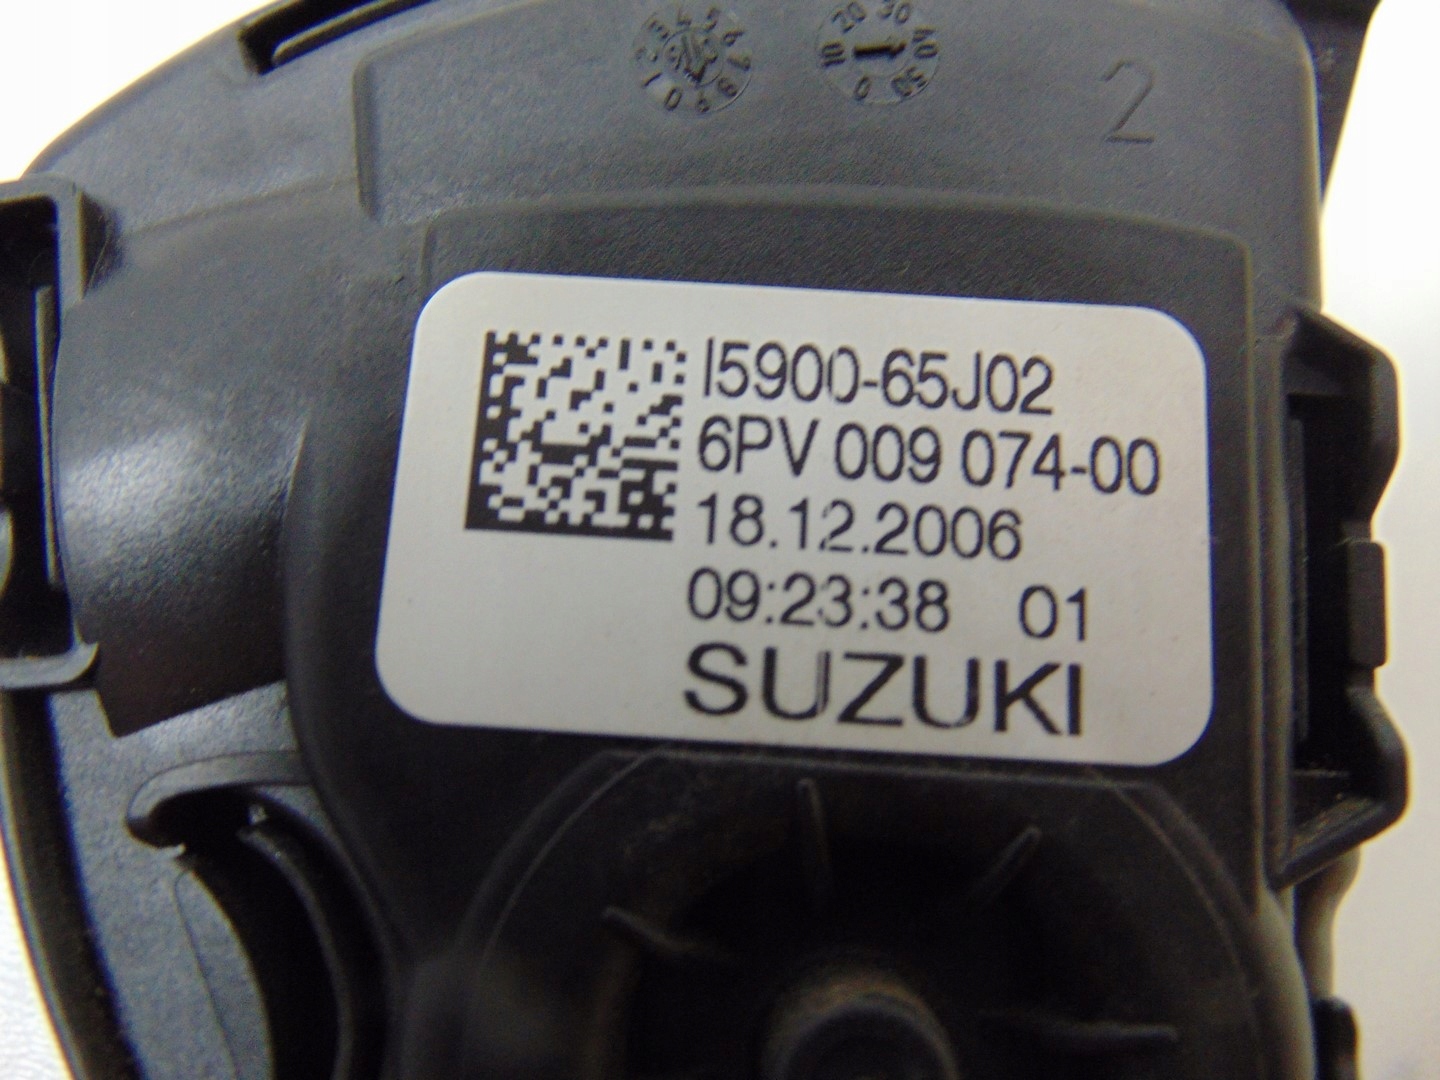 2
I5900-65J02
6PV 009 074-00
18.12.2006
09:23:38 01
SUZUKI